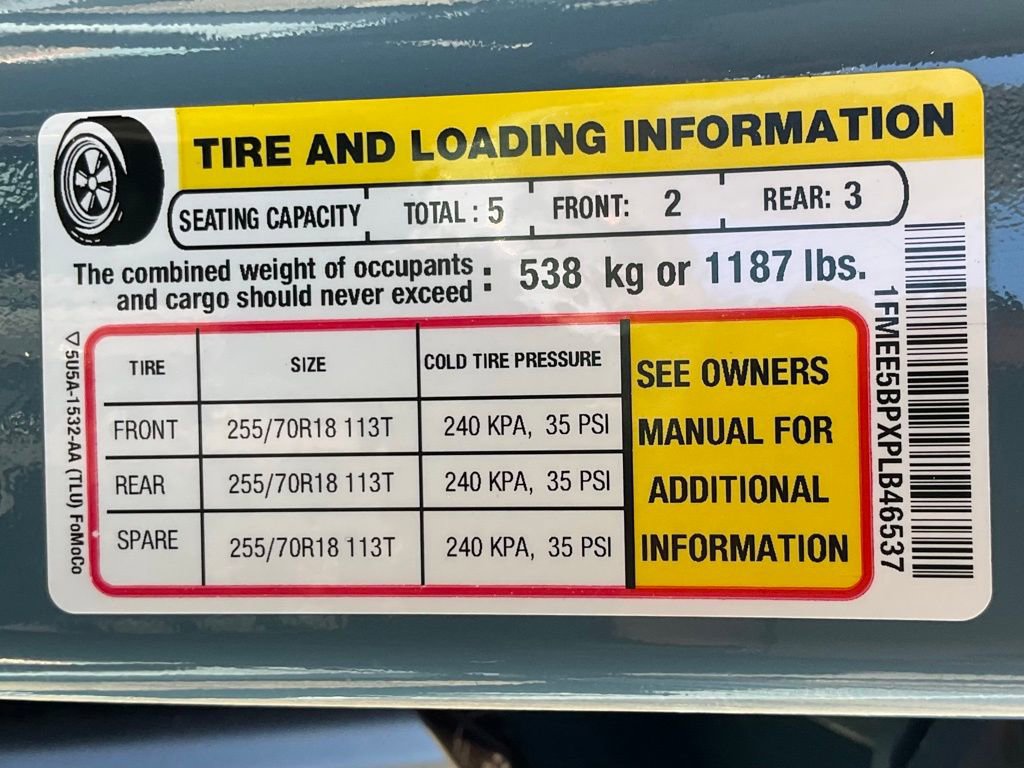 TIRE AND LOADING INFORMATION
SEATING CAPACITY TOTAL : 5 FRONT: 2 REAR: 3
The combined weight of occupants
and cargo should never exceed : 538 kg or 1187 lbs.
TIRE SIZE COLD TIRE PRESSURE
FRONT 255/70R18 113T 240 KPA, 35 PSI
REAR 255/70R18 113T 240 KPA, 35 PSI
SPARE 255/70R18 113T 240 KPA, 35 PSI
SEE OWNERS
MANUAL FOR
ADDITIONAL
INFORMATION
1FMEE5BPXPLB46537
5U5A-1532-AA (TLU) FoMoCo